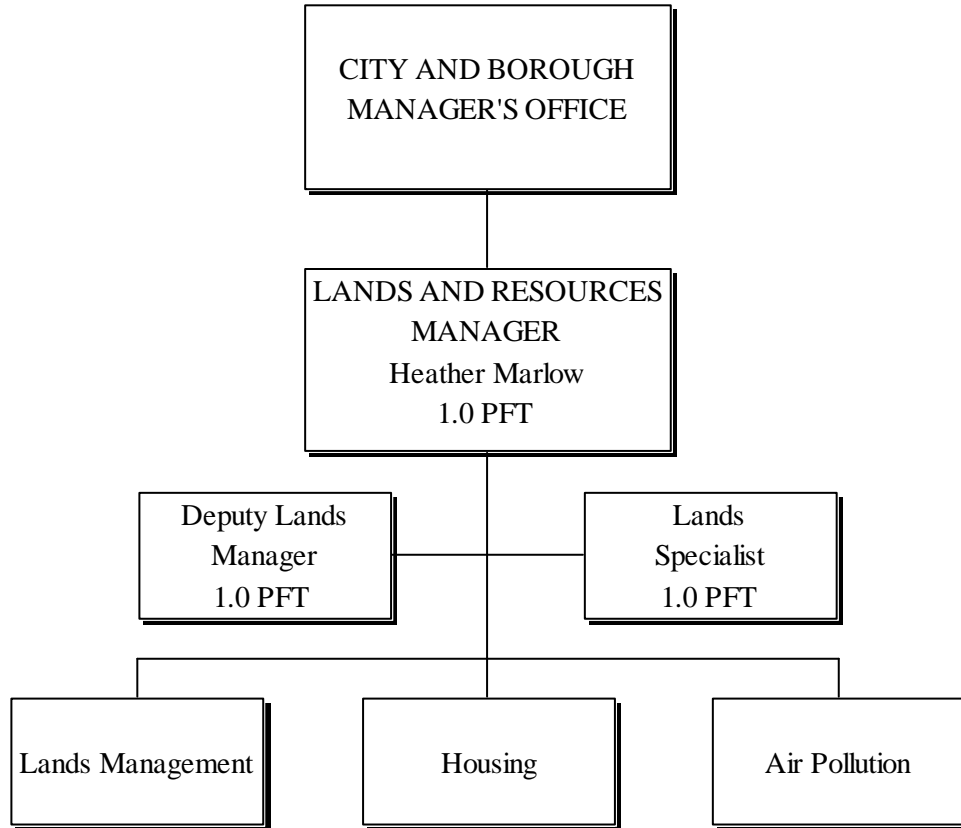 CITY AND BOROUGH
MANAGER'S OFFICE
LANDS AND RESOURCES
MANAGER
Heather Marlow
1.0 PFT
Deputy Lands
Manager
1.0 PFT
Lands
Specialist
1.0 PFT
Lands Management
Housing
Air Pollution